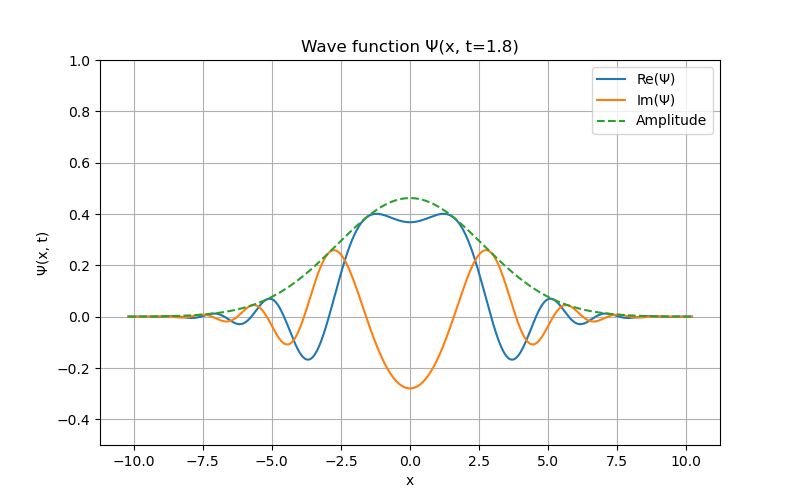 Wave function Ψ(x, t=1.8)
Re(Ψ)
Im(Ψ)
Amplitude
Ψ(x, t)
1.0
0.8
0.6
0.4
0.2
0.0
−0.2
−0.4
−10.0 −7.5 −5.0 −2.5 0.0 2.5 5.0 7.5 10.0
x